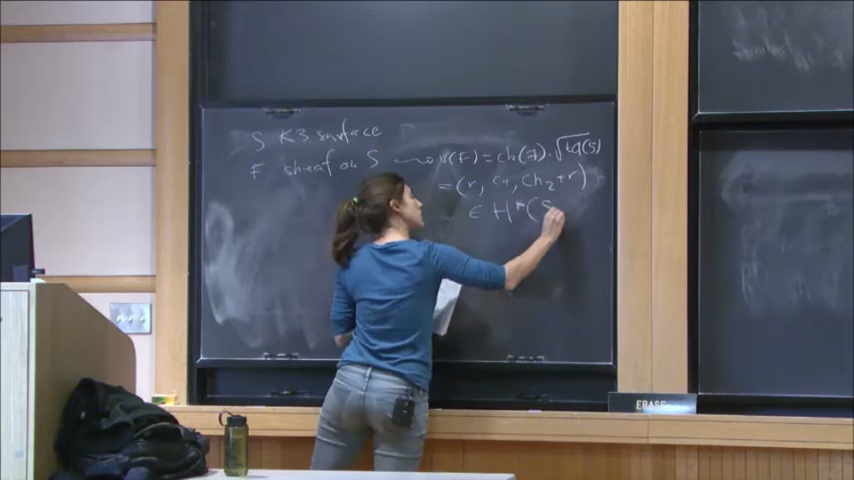 S K3 surface
F sheaf on S ⟿ v(F) = ch(F).√td(S)
= (r, c₁, ch₂+r)
∈ H*(S
ERASE